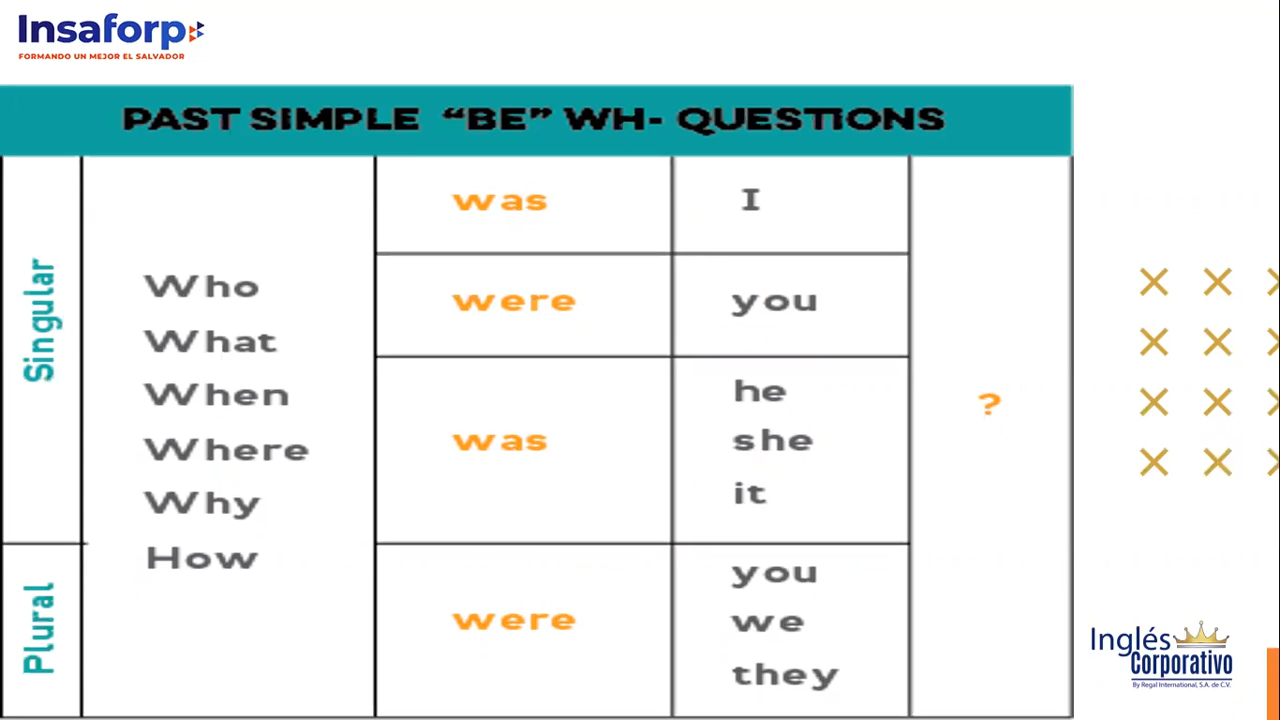 Insaforp
FORMANDO UN MEJOR EL SALVADOR
PAST SIMPLE “BE” WH- QUESTIONS
Singular
Who
What
When
Where
Why
How
was
I
were
you
was
he
she
it
?
Plural
were
you
we
they
Inglés
Corporativo
By Regal International, S.A. de C.V.